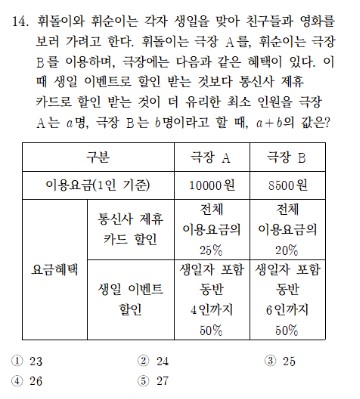 14. 휘돌이와 휘순이는 각자 생일을 맞아 친구들과 영화를
보러 가려고 한다. 휘돌이는 극장 A를, 휘순이는 극장
B를 이용하며, 극장에는 다음과 같은 혜택이 있다. 이
때 생일 이벤트로 할인 받는 것보다 통신사 제휴
카드로 할인 받는 것이 더 유리한 최소 인원을 극장
A는 a명, 극장 B는 b명이라고 할 때, a+b의 값은?
구분 극장 A 극장 B
이용요금(1인 기준) 10000원 8500원
요금혜택
통신사 제휴
카드 할인
전체
이용요금의
25%
전체
이용요금의
20%
생일 이벤트
할인
생일자 포함
동반
4인까지
50%
생일자 포함
동반
6인까지
50%
① 23 ② 24 ③ 25
④ 26 ⑤ 27